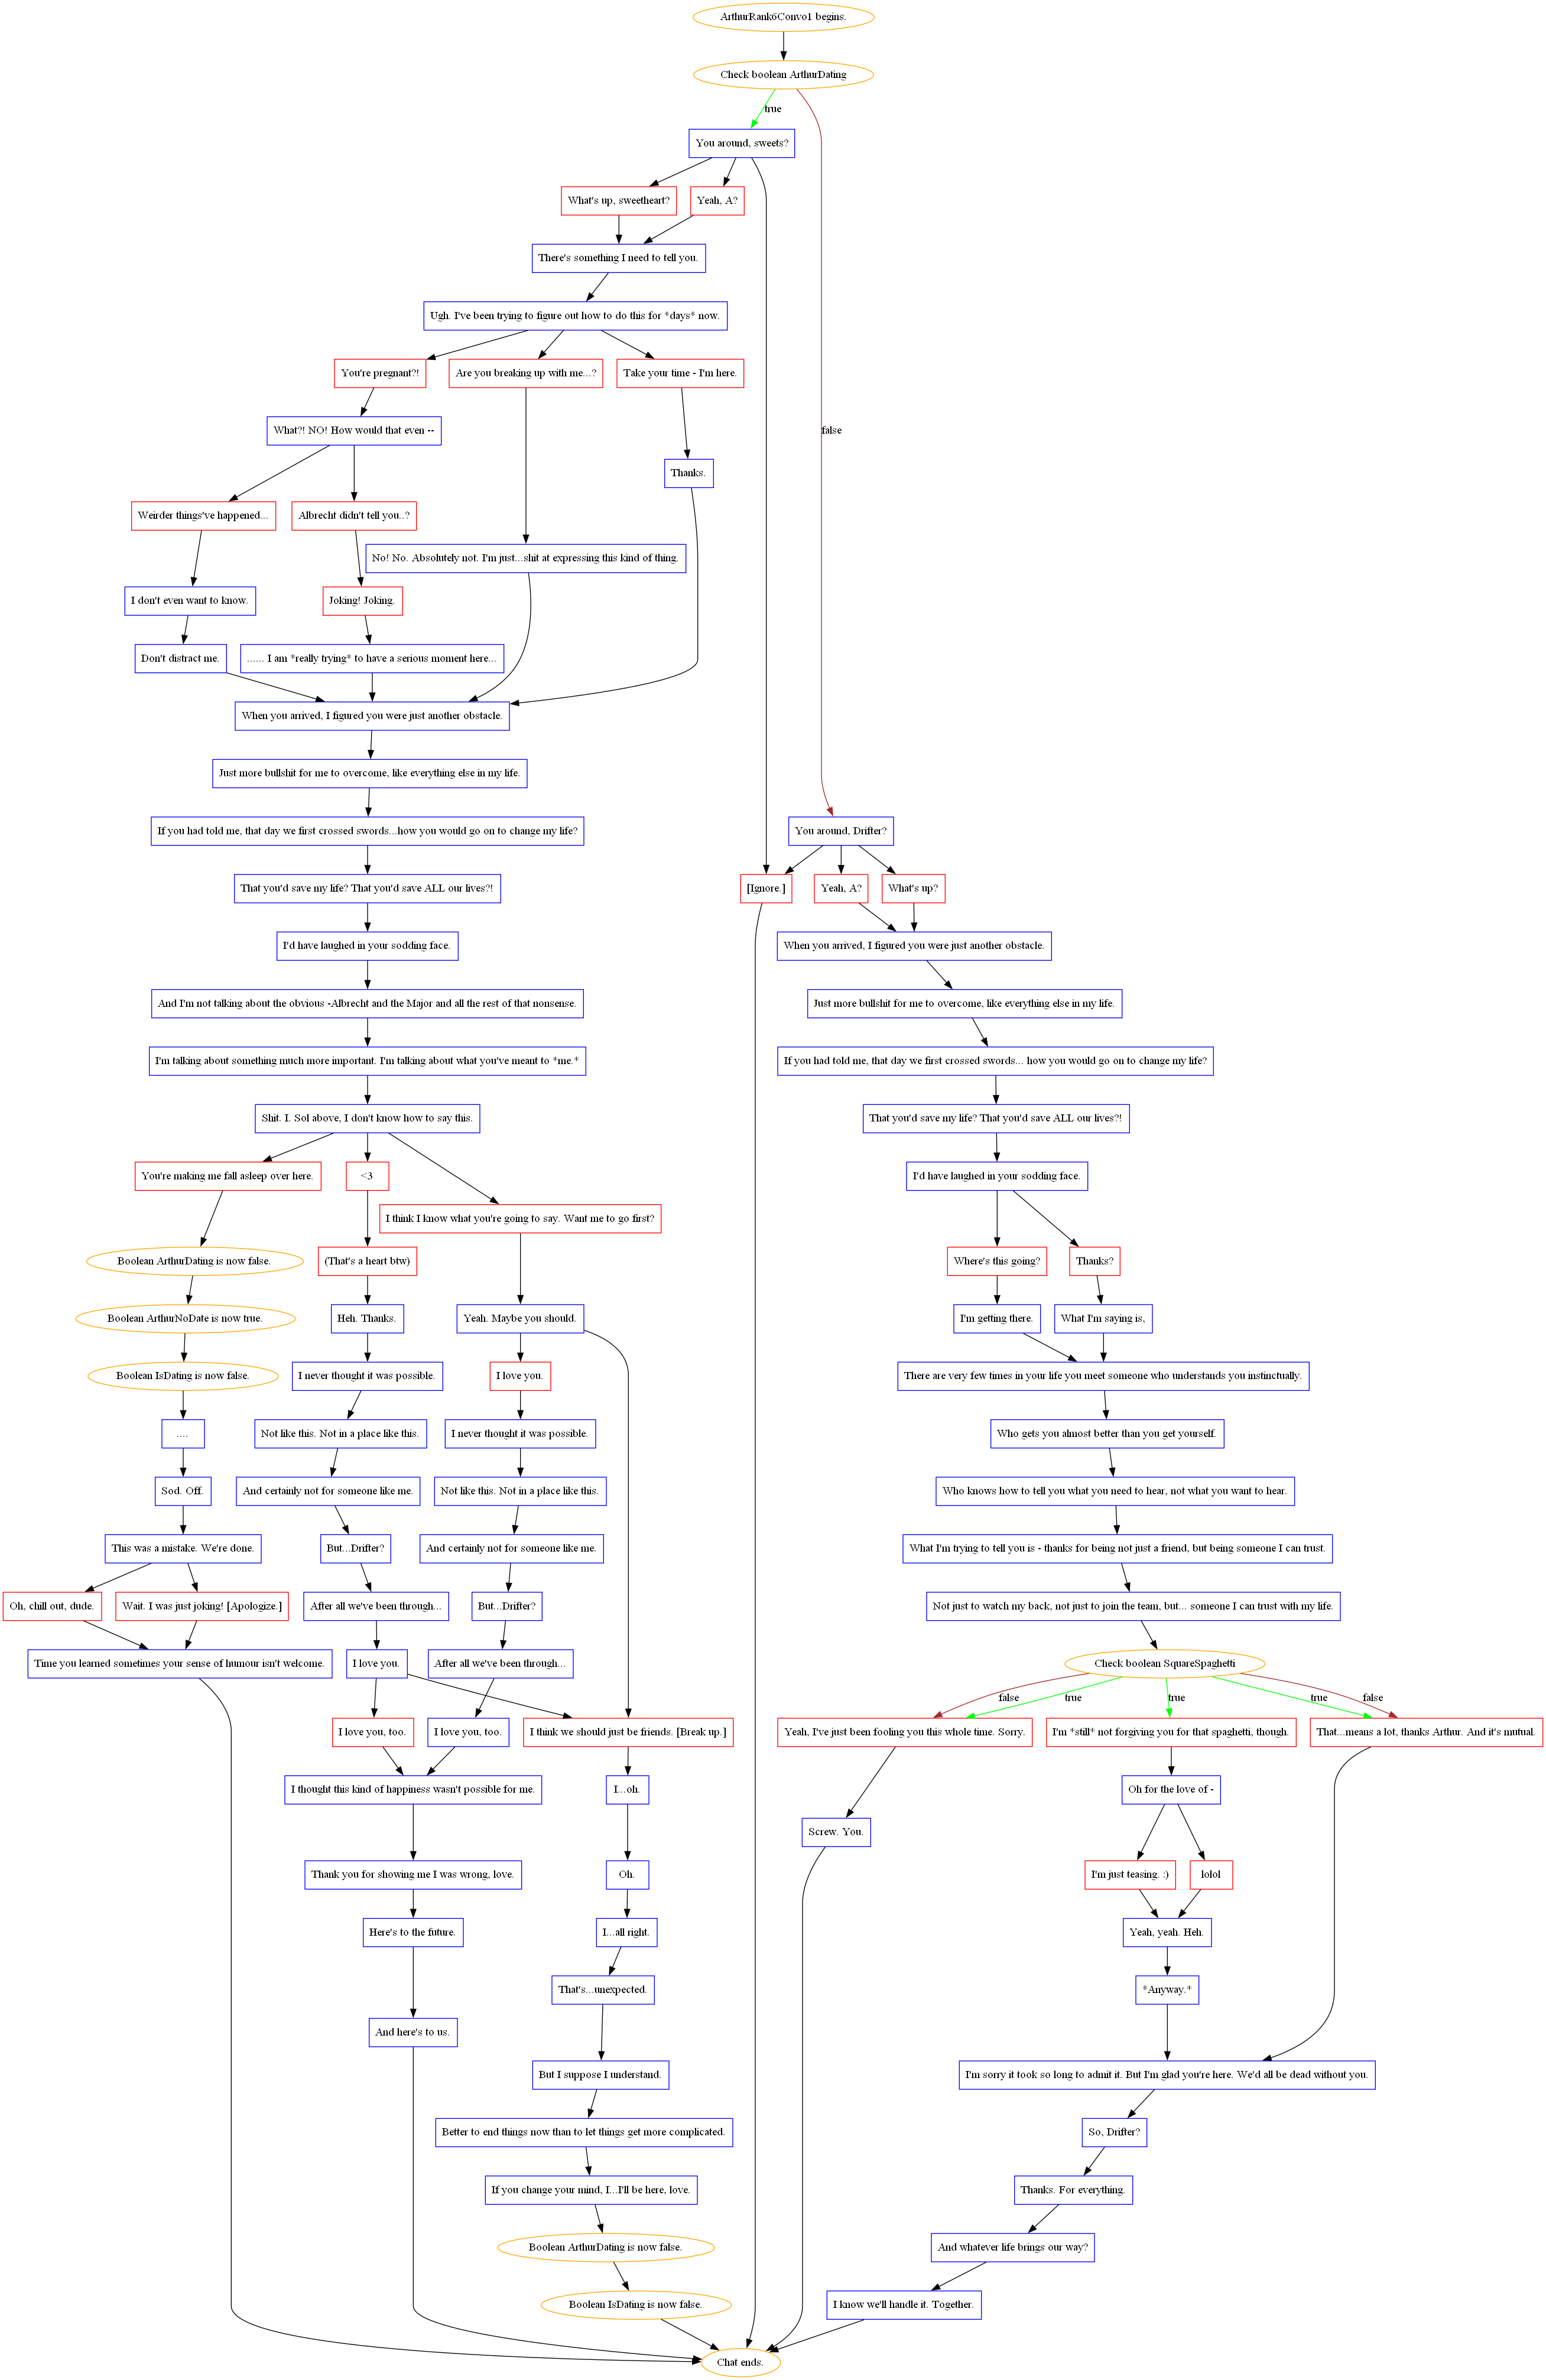 ArthurRank6Convo1 begins.
Check boolean ArthurDating
true
You around, sweets?
What's up, sweetheart?
Yeah, A?
There's something I need to tell you.
Ugh. I've been trying to figure out how to do this for *days* now.
You're pregnant?!
Are you breaking up with me...?
Take your time - I'm here.
What?! NO! How would that even --
false
Thanks.
Weirder things've happened...
Albrecht didn't tell you..?
No! No. Absolutely not. I'm just...shit at expressing this kind of thing.
I don't even want to know.
Joking! Joking.
Don't distract me.
...... I am *really trying* to have a serious moment here...
When you arrived, I figured you were just another obstacle.
Just more bullshit for me to overcome, like everything else in my life.
If you had told me, that day we first crossed swords...how you would go on to change my life?
You around, Drifter?
That you'd save my life? That you'd save ALL our lives?!
[Ignore.]
Yeah, A?
What's up?
I'd have laughed in your sodding face.
When you arrived, I figured you were just another obstacle.
And I'm not talking about the obvious -Albrecht and the Major and all the rest of that nonsense.
Just more bullshit for me to overcome, like everything else in my life.
I'm talking about something much more important. I'm talking about what you've meant to *me.*
If you had told me, that day we first crossed swords... how you would go on to change my life?
Shit. I. Sol above, I don't know how to say this.
That you'd save my life? That you'd save ALL our lives?!
You're making me fall asleep over here.
<3
I'd have laughed in your sodding face.
I think I know what you're going to say. Want me to go first?
Boolean ArthurDating is now false.
(That's a heart btw)
Where's this going?
Thanks?
Boolean ArthurNoDate is now true.
Heh. Thanks.
Yeah. Maybe you should.
I'm getting there.
What I'm saying is,
Boolean IsDating is now false.
I never thought it was possible.
I love you.
There are very few times in your life you meet someone who understands you instinctually.
....
Not like this. Not in a place like this.
I never thought it was possible.
Who gets you almost better than you get yourself.
Sod. Off.
And certainly not for someone like me.
Not like this. Not in a place like this.
Who knows how to tell you what you need to hear, not what you want to hear.
This was a mistake. We're done.
But...Drifter?
And certainly not for someone like me.
What I'm trying to tell you is - thanks for being not just a friend, but being someone I can trust.
Oh, chill out, dude.
Wait. I was just joking! [Apologize.]
After all we've been through...
But...Drifter?
Not just to watch my back, not just to join the team, but... someone I can trust with my life.
Time you learned sometimes your sense of humour isn't welcome.
I love you.
After all we've been through...
Check boolean SquareSpaghetti
false
true
true
true
false
I love you, too.
I love you, too.
I think we should just be friends. [Break up.]
Yeah, I've just been fooling you this whole time. Sorry.
I'm *still* not forgiving you for that spaghetti, though.
That...means a lot, thanks Arthur. And it's mutual.
I thought this kind of happiness wasn't possible for me.
I...oh.
Oh for the love of -
Screw. You.
Thank you for showing me I was wrong, love.
Oh.
I'm just teasing. :)
lolol
Here's to the future.
I...all right.
Yeah, yeah. Heh.
That's...unexpected.
*Anyway.*
And here's to us.
But I suppose I understand.
I'm sorry it took so long to admit it. But I'm glad you're here. We'd all be dead without you.
Better to end things now than to let things get more complicated.
So, Drifter?
If you change your mind, I...I'll be here, love.
Thanks. For everything.
Boolean ArthurDating is now false.
And whatever life brings our way?
Boolean IsDating is now false.
I know we'll handle it. Together.
Chat ends.